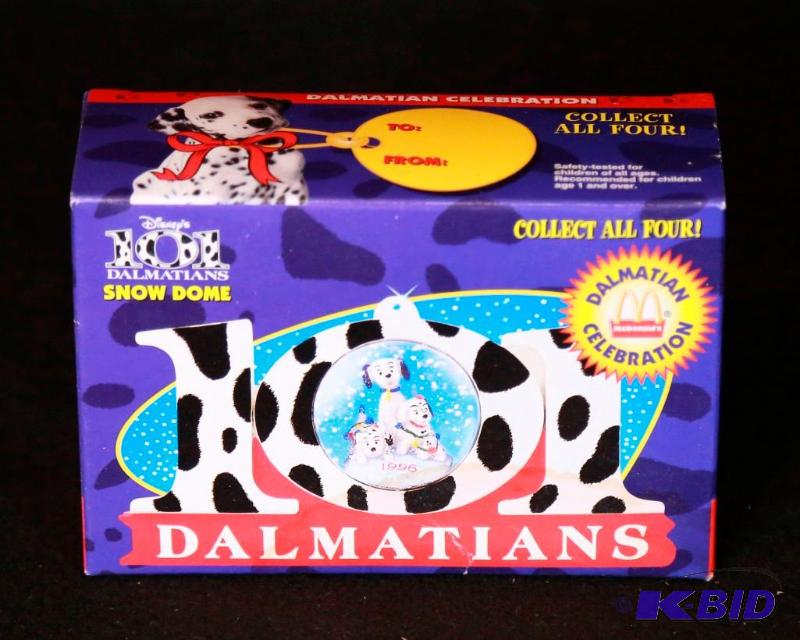 DALMATIAN CELEBRATION
COLLECT
ALL FOUR!
TO:
FROM:
Safety-tested for
children of all ages.
Recommended for children
age 1 and over.
COLLECT ALL FOUR!
Disney's
101
DALMATIANS
SNOW DOME
DALMATIAN
McDONALD'S
CELEBRATION
101
1996
DALMATIANS
K-BID